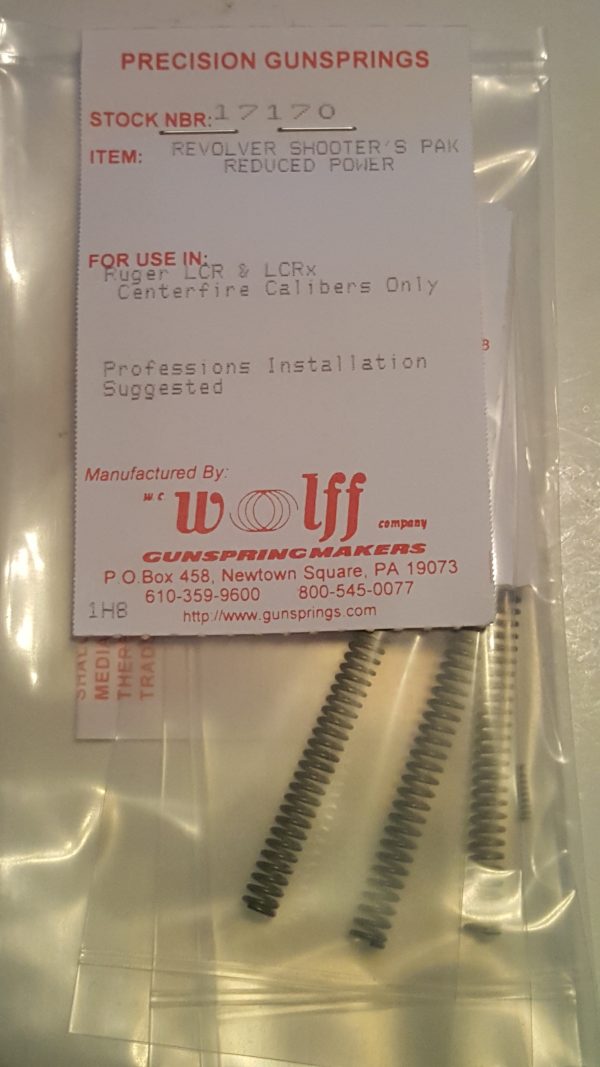 PRECISION GUNSPRINGS
STOCK NBR: 17170
ITEM: REVOLVER SHOOTER'S PAK
REDUCED POWER
FOR USE IN:
Ruger LCR & LCRx
Centerfire Calibers Only
Professions Installation
Suggested
Manufactured By:
W.C. Wolff company
GUNSPRINGMAKERS
P.O.Box 458, Newtown Square, PA 19073
610-359-9600 800-545-0077
1H8 http://www.gunsprings.com
MEDIA